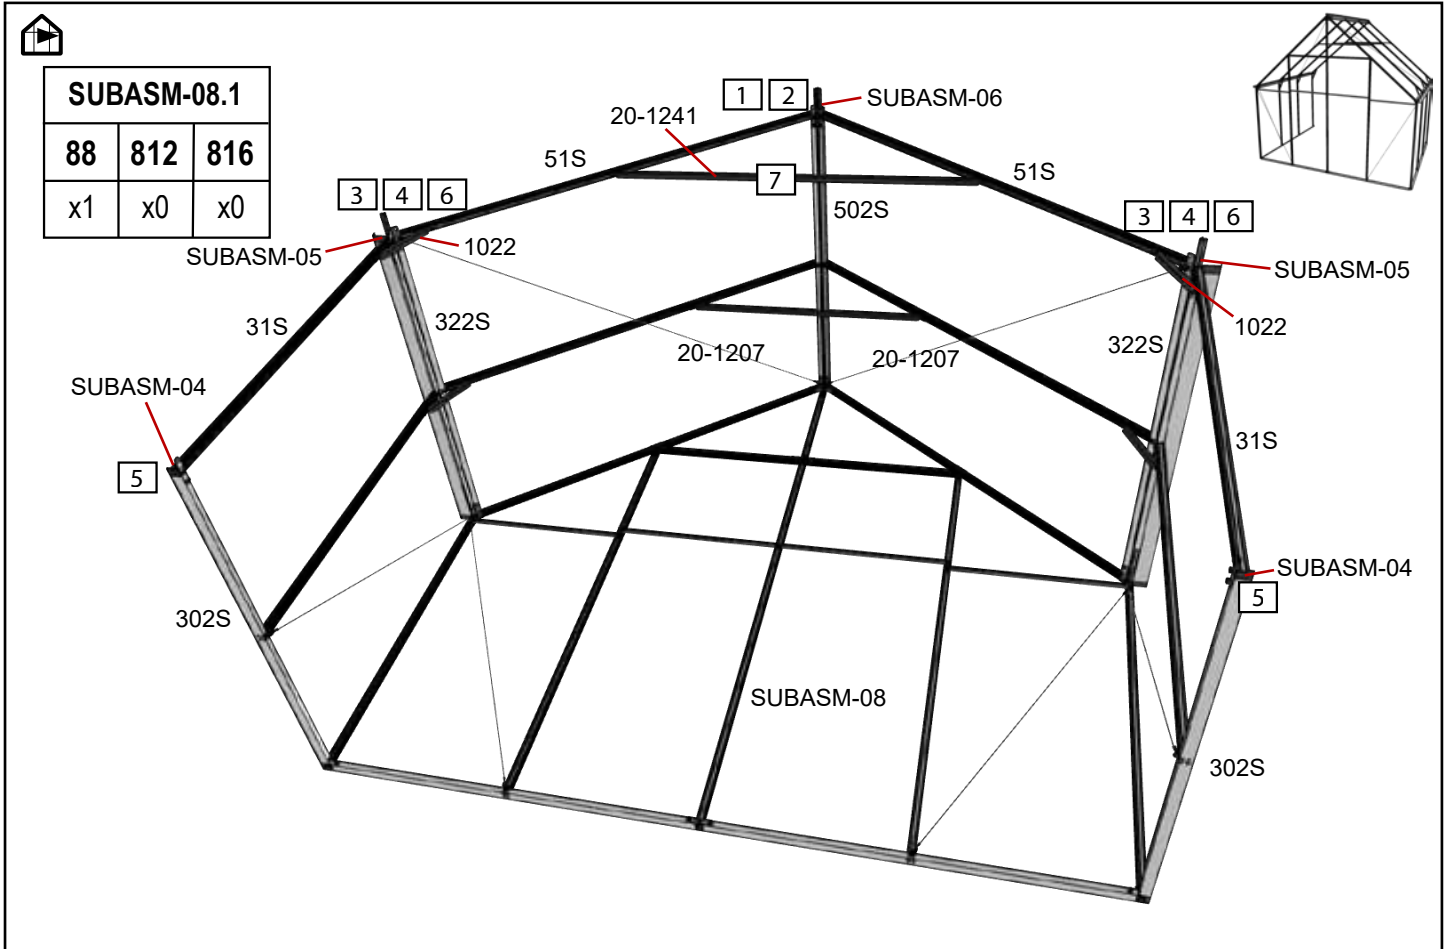 SUBASM-08.1
88 812 816
x1 x0 x0
1 2 SUBASM-06
20-1241
51S 7 51S
3 4 6 502S 3 4 6
SUBASM-05 1022 SUBASM-05
31S 322S 1022
20-1207 20-1207 322S
SUBASM-04
31S
5
SUBASM-04
5
302S
SUBASM-08
302S